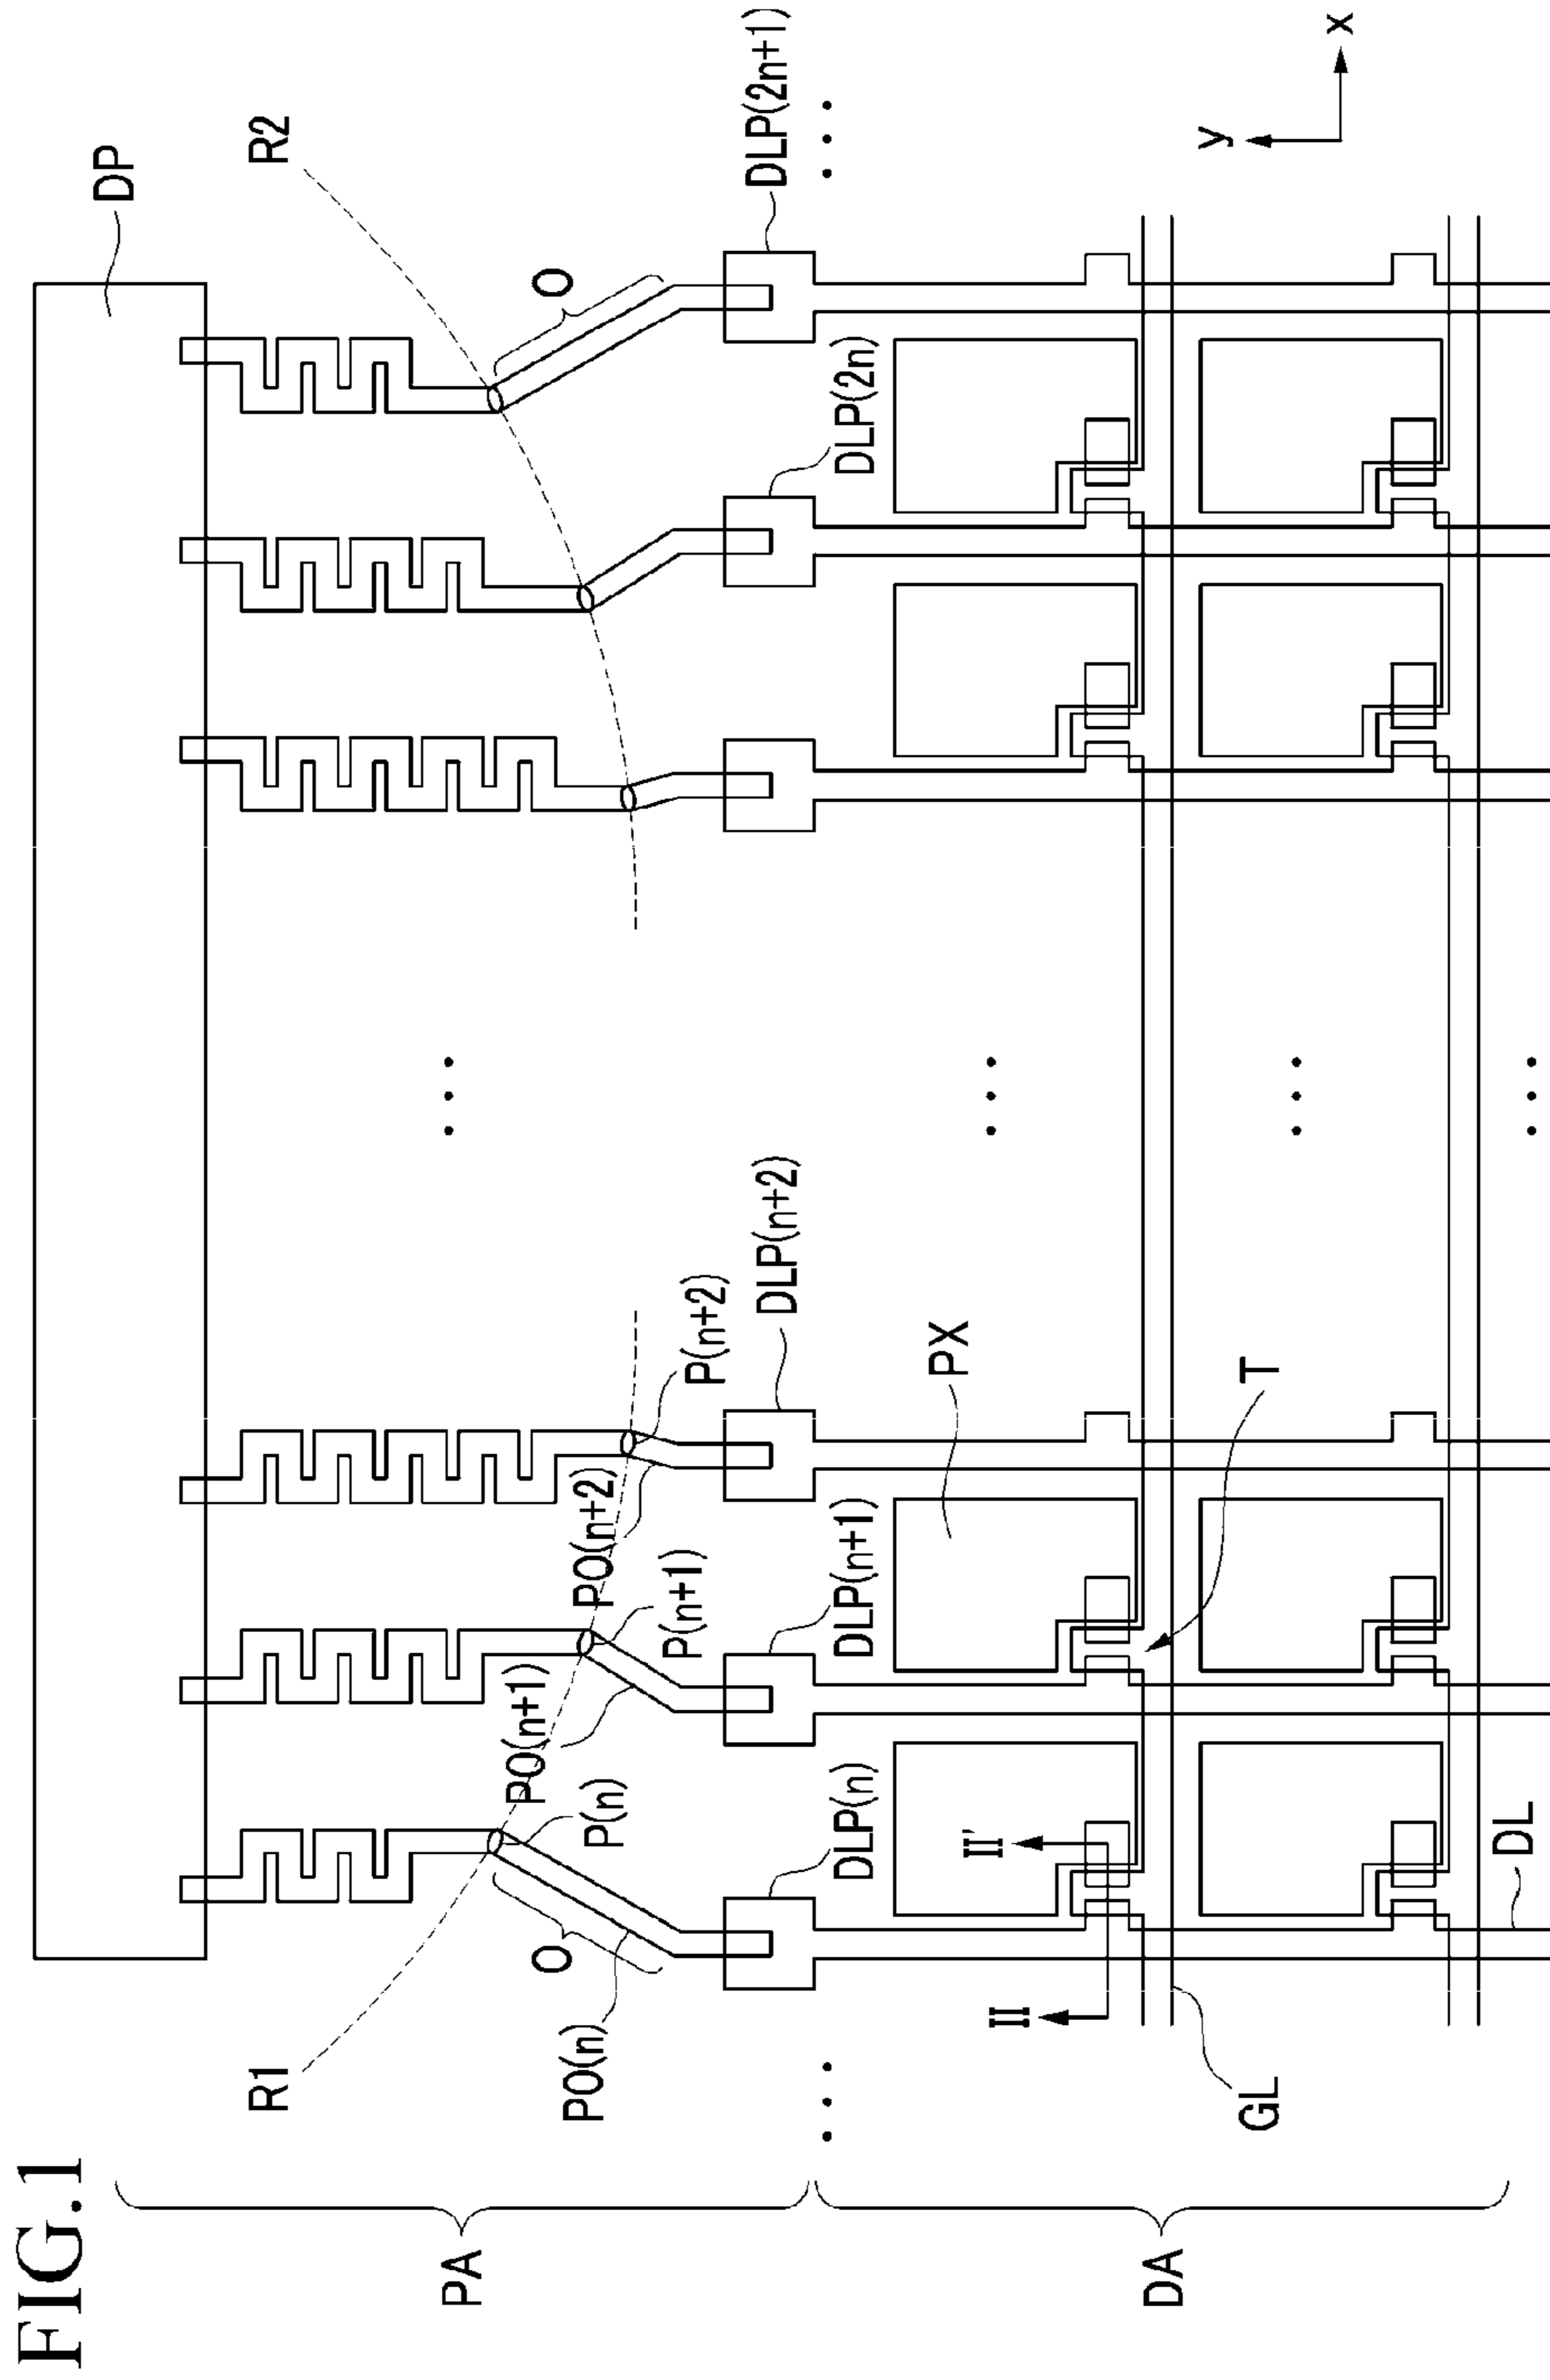 FIG.1
DP
R1
R2
PA
O
O
PO(n)
P(n)
PO(n+1)
P(n+1)
PO(n+2)
P(n+2)
DLP(n)
DLP(n+1)
DLP(n+2)
DLP(2n)
DLP(2n+1)
...
...
...
PX
...
II
II'
T
GL
...
DL
...
DA
y
x